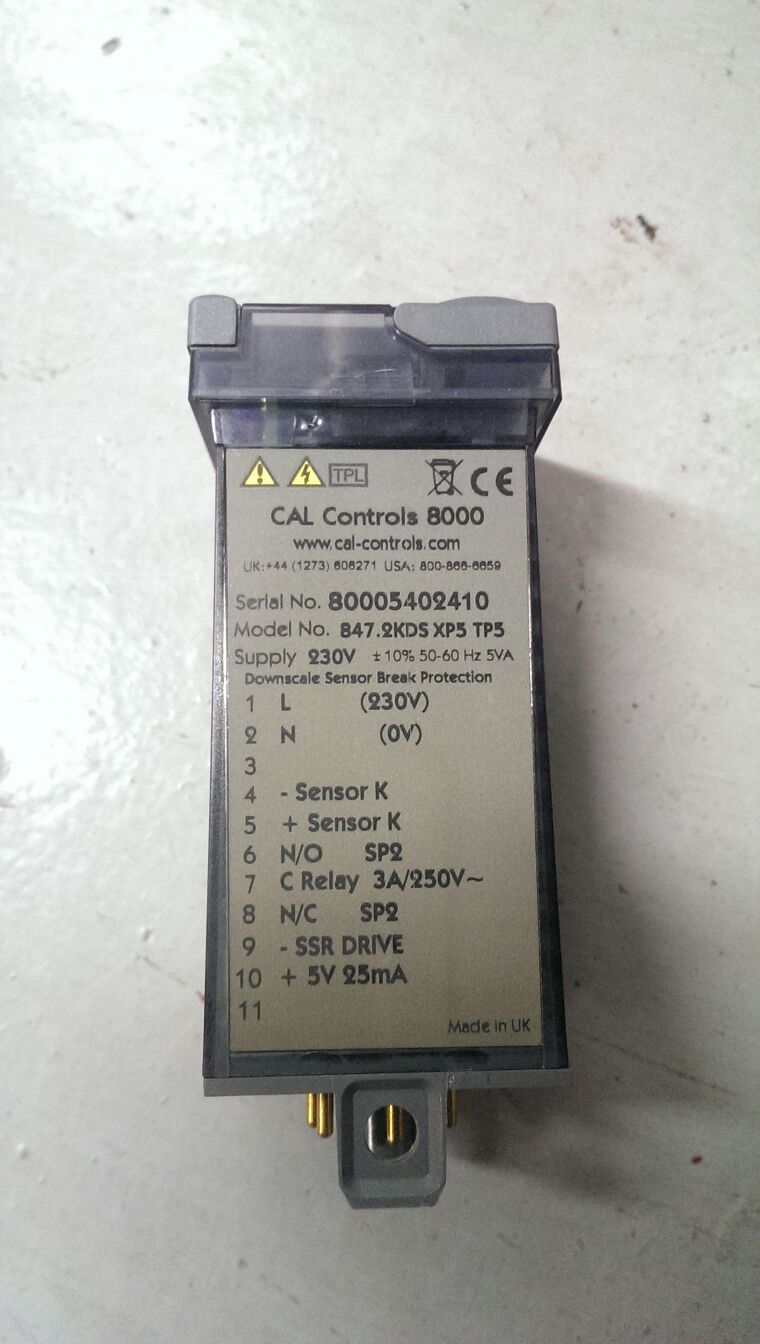 TPL CE
CAL Controls 8000
www.cal-controls.com
UK:+44 (1273) 606271 USA: 800-866-6659
Serial No. 80005402410
Model No. 847.2KDS XP5 TP5
Supply 230V ±10% 50-60 Hz 5VA
Downscale Sensor Break Protection
1 L (230V)
2 N (0V)
3
4 - Sensor K
5 + Sensor K
6 N/O SP2
7 C Relay 3A/250V~
8 N/C SP2
9 - SSR DRIVE
10 + 5V 25mA
11
Made in UK